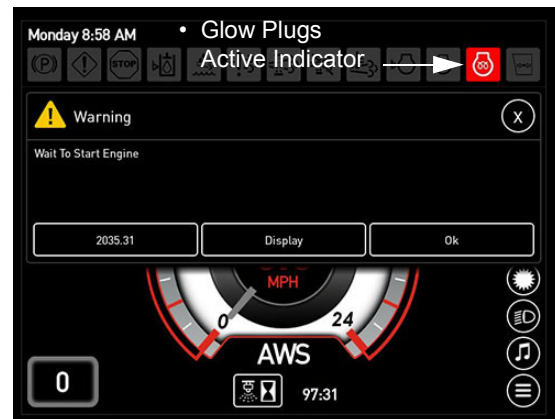 Monday 8:58 AM
• Glow Plugs
Active Indicator
(P)
STOP
Warning
X
Wait To Start Engine
2035.31
Display
Ok
MPH
0
24
AWS
0
97:31